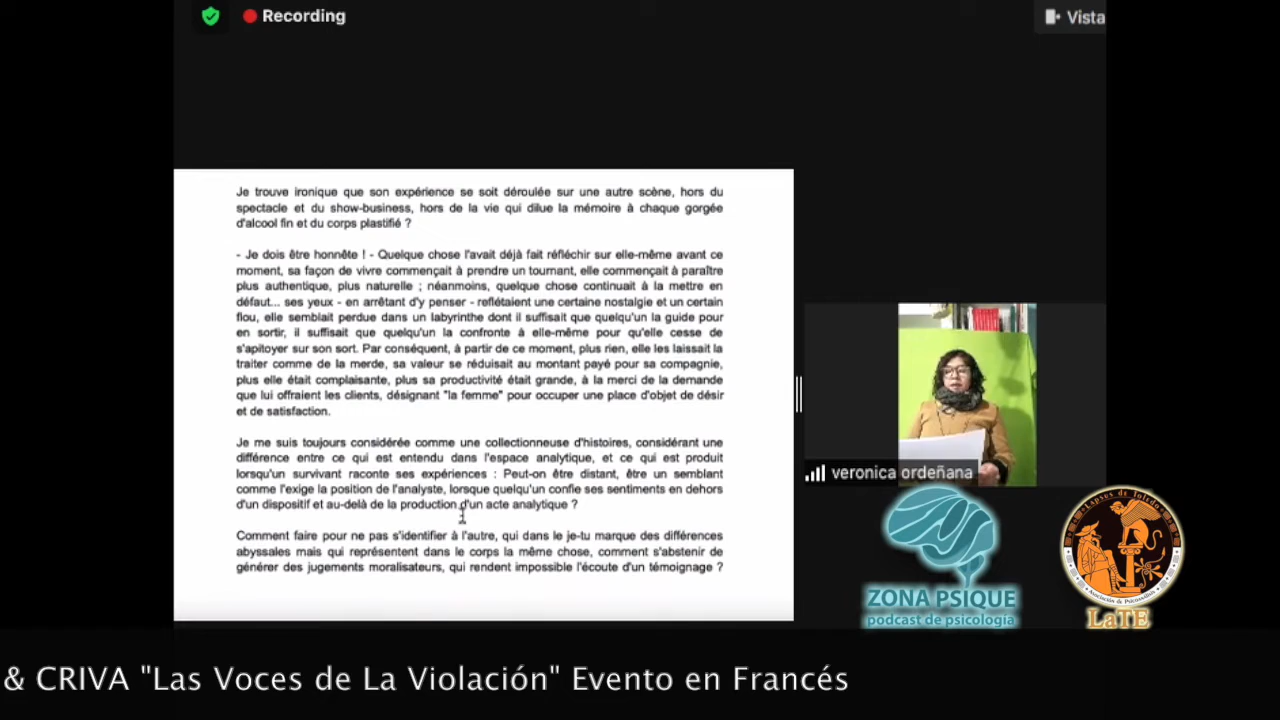 Recording
Vista
Je trouve ironique que son expérience se soit déroulée sur une autre scène, hors du
spectacle et du show-business, hors de la vie qui dilue la mémoire à chaque gorgée
d'alcool fin et du corps plastifié ?
- Je dois être honnête ! - Quelque chose l'avait déjà fait réfléchir sur elle-même avant ce
moment, sa façon de vivre commençait à prendre un tournant, elle commençait à paraître
plus authentique, plus naturelle ; néanmoins, quelque chose continuait à la mettre en
défaut... ses yeux - en arrêtant d'y penser - reflétaient une certaine nostalgie et un certain
flou, elle semblait perdue dans un labyrinthe dont il suffisait que quelqu'un la guide pour
en sortir, il suffisait que quelqu'un la confronte à elle-même pour qu'elle cesse de
s'apitoyer sur son sort. Par conséquent, à partir de ce moment, plus rien, elle les laissait la
traiter comme de la merde, sa valeur se réduisait au montant payé pour sa compagnie,
plus elle était complaisante, plus sa productivité était grande, à la merci de la demande
que lui offraient les clients, désignant "la femme" pour occuper une place d'objet de désir
et de satisfaction.
Je me suis toujours considérée comme une collectionneuse d'histoires, considérant une
différence entre ce qui est entendu dans l'espace analytique, et ce qui est produit
lorsqu'un survivant raconte ses expériences : Peut-on être distant, être un semblant
comme l'exige la position de l'analyste, lorsque quelqu'un confie ses sentiments en dehors
d'un dispositif et au-delà de la production d'un acte analytique ?
Comment faire pour ne pas s'identifier à l'autre, qui dans le je-tu marque des différences
abyssales mais qui représentent dans le corps la même chose, comment s'abstenir de
générer des jugements moralisateurs, qui rendent impossible l'écoute d'un témoignage ?
veronica ordeñana
ZONA PSIQUE
podcast de psicología
Lapsus de Toledo
Asociación de Psicoanálisis
LaTE
& CRIVA "Las Voces de La Violación" Evento en Francés